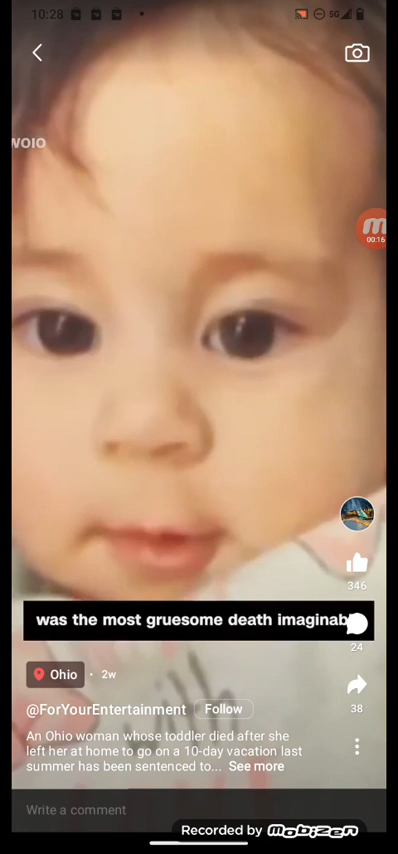 10:28
5G
WOIO
00:16
346
was the most gruesome death imaginab
24
Ohio · 2w
38
@ForYourEntertainment Follow
An Ohio woman whose toddler died after she
left her at home to go on a 10-day vacation last
summer has been sentenced to... See more
Write a comment
Recorded by mobizen